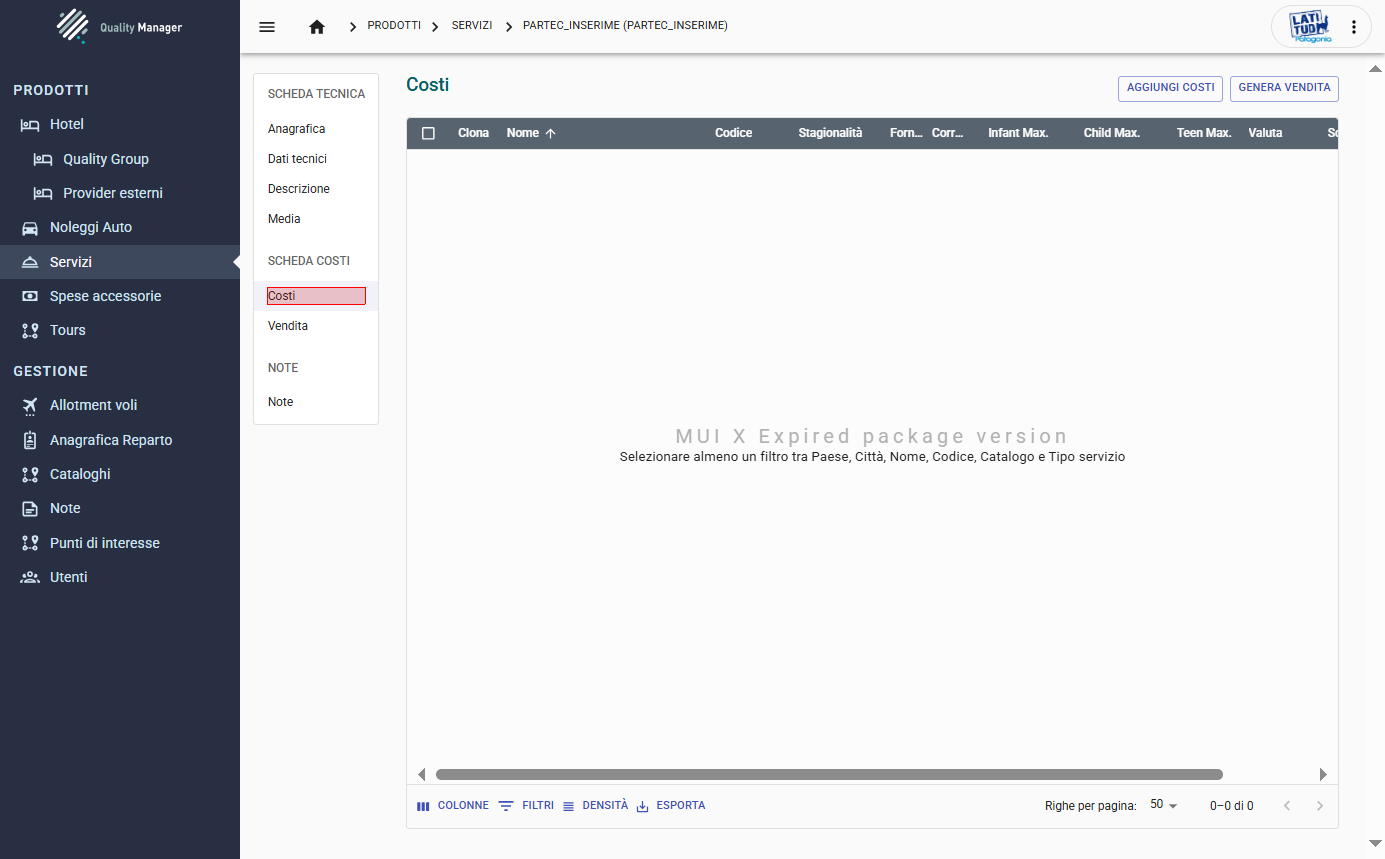 Quality Manager
PRODOTTI
SERVIZI
PARTEC_INSERIME (PARTEC_INSERIME)
LATI
TUD
Patagonia
PRODOTTI
Hotel
Quality Group
Provider esterni
Noleggi Auto
Servizi
Spese accessorie
Tours
GESTIONE
Allotment voli
Anagrafica Reparto
Cataloghi
Note
Punti di interesse
Utenti
SCHEDA TECNICA
Anagrafica
Dati tecnici
Descrizione
Media
SCHEDA COSTI
Costi
Vendita
NOTE
Note
Costi
AGGIUNGI COSTI
GENERA VENDITA
Clona Nome Codice Stagionalità Forn... Corr... Infant Max. Child Max. Teen Max. Valuta
MUI X Expired package version
Selezionare almeno un filtro tra Paese, Città, Nome, Codice, Catalogo e Tipo servizio
COLONNE FILTRI DENSITÀ ESPORTA
Righe per pagina: 50 0–0 di 0